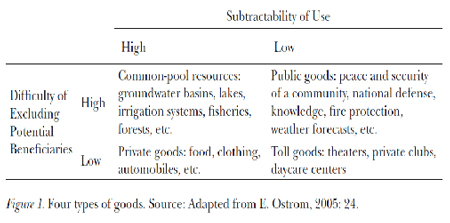 Subtractability of Use
High Low
Difficulty of
Excluding
Potential
Beneficiaries
High
Common-pool resources:
groundwater basins, lakes,
irrigation systems, fisheries,
forests, etc.
Public goods: peace and security
of a community, national defense,
knowledge, fire protection,
weather forecasts, etc.
Low
Private goods: food, clothing,
automobiles, etc.
Toll goods: theaters, private clubs,
daycare centers
Figure 1. Four types of goods. Source: Adapted from E. Ostrom, 2005: 24.